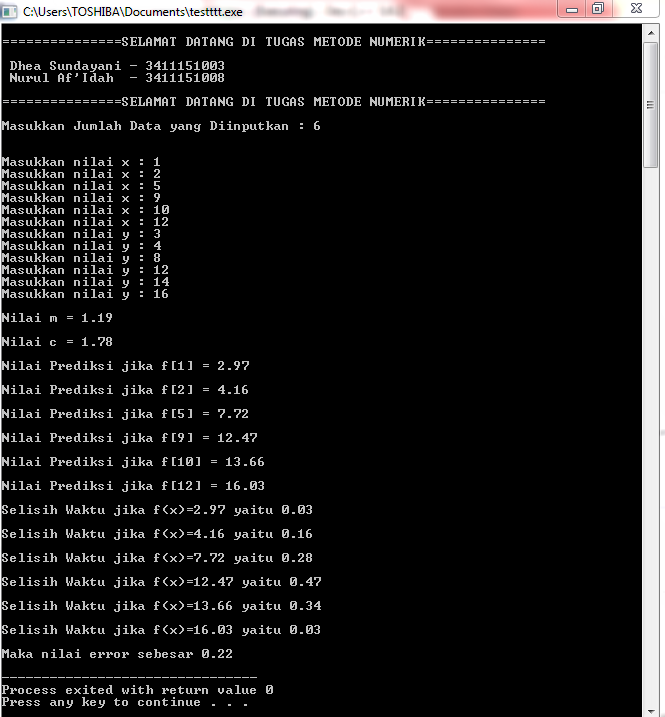 C:\Users\TOSHIBA\Documents\testttt.exe
===============SELAMAT DATANG DI TUGAS METODE NUMERIK===============
Dhea Sundayani - 3411151003
Nurul Af'Idah - 3411151008
===============SELAMAT DATANG DI TUGAS METODE NUMERIK===============
Masukkan Jumlah Data yang Diinputkan : 6
Masukkan nilai x : 1
Masukkan nilai x : 2
Masukkan nilai x : 5
Masukkan nilai x : 9
Masukkan nilai x : 10
Masukkan nilai x : 12
Masukkan nilai y : 3
Masukkan nilai y : 4
Masukkan nilai y : 8
Masukkan nilai y : 12
Masukkan nilai y : 14
Masukkan nilai y : 16
Nilai m = 1.19
Nilai c = 1.78
Nilai Prediksi jika f[1] = 2.97
Nilai Prediksi jika f[2] = 4.16
Nilai Prediksi jika f[5] = 7.72
Nilai Prediksi jika f[9] = 12.47
Nilai Prediksi jika f[10] = 13.66
Nilai Prediksi jika f[12] = 16.03
Selisih Waktu jika f(x)=2.97 yaitu 0.03
Selisih Waktu jika f(x)=4.16 yaitu 0.16
Selisih Waktu jika f(x)=7.72 yaitu 0.28
Selisih Waktu jika f(x)=12.47 yaitu 0.47
Selisih Waktu jika f(x)=13.66 yaitu 0.34
Selisih Waktu jika f(x)=16.03 yaitu 0.03
Maka nilai error sebesar 0.22
--------------------------------
Process exited with return value 0
Press any key to continue . . .